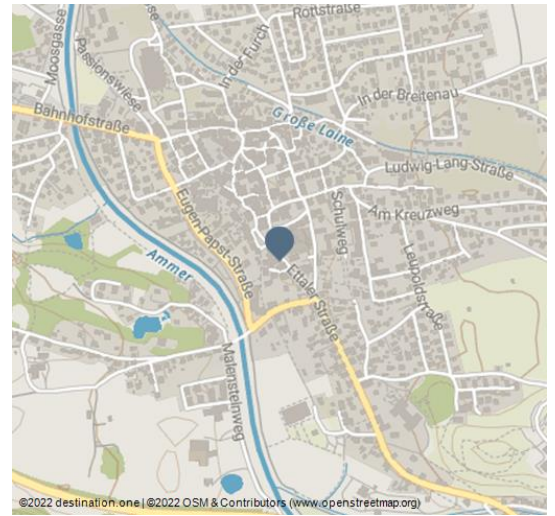 Rottstraße
Moosgasse
Passionswiese
In der Furch
In der Breitenau
Bahnhofstraße
Große Laine
Ludwig-Lang-Straße
Schulweg
Am Kreuzweg
Eugen-Papst-Straße
Leupoldstraße
Ammer
Ettaler Straße
Malensteinweg
©2022 destination.one | ©2022 OSM & Contributors (www.openstreetmap.org)